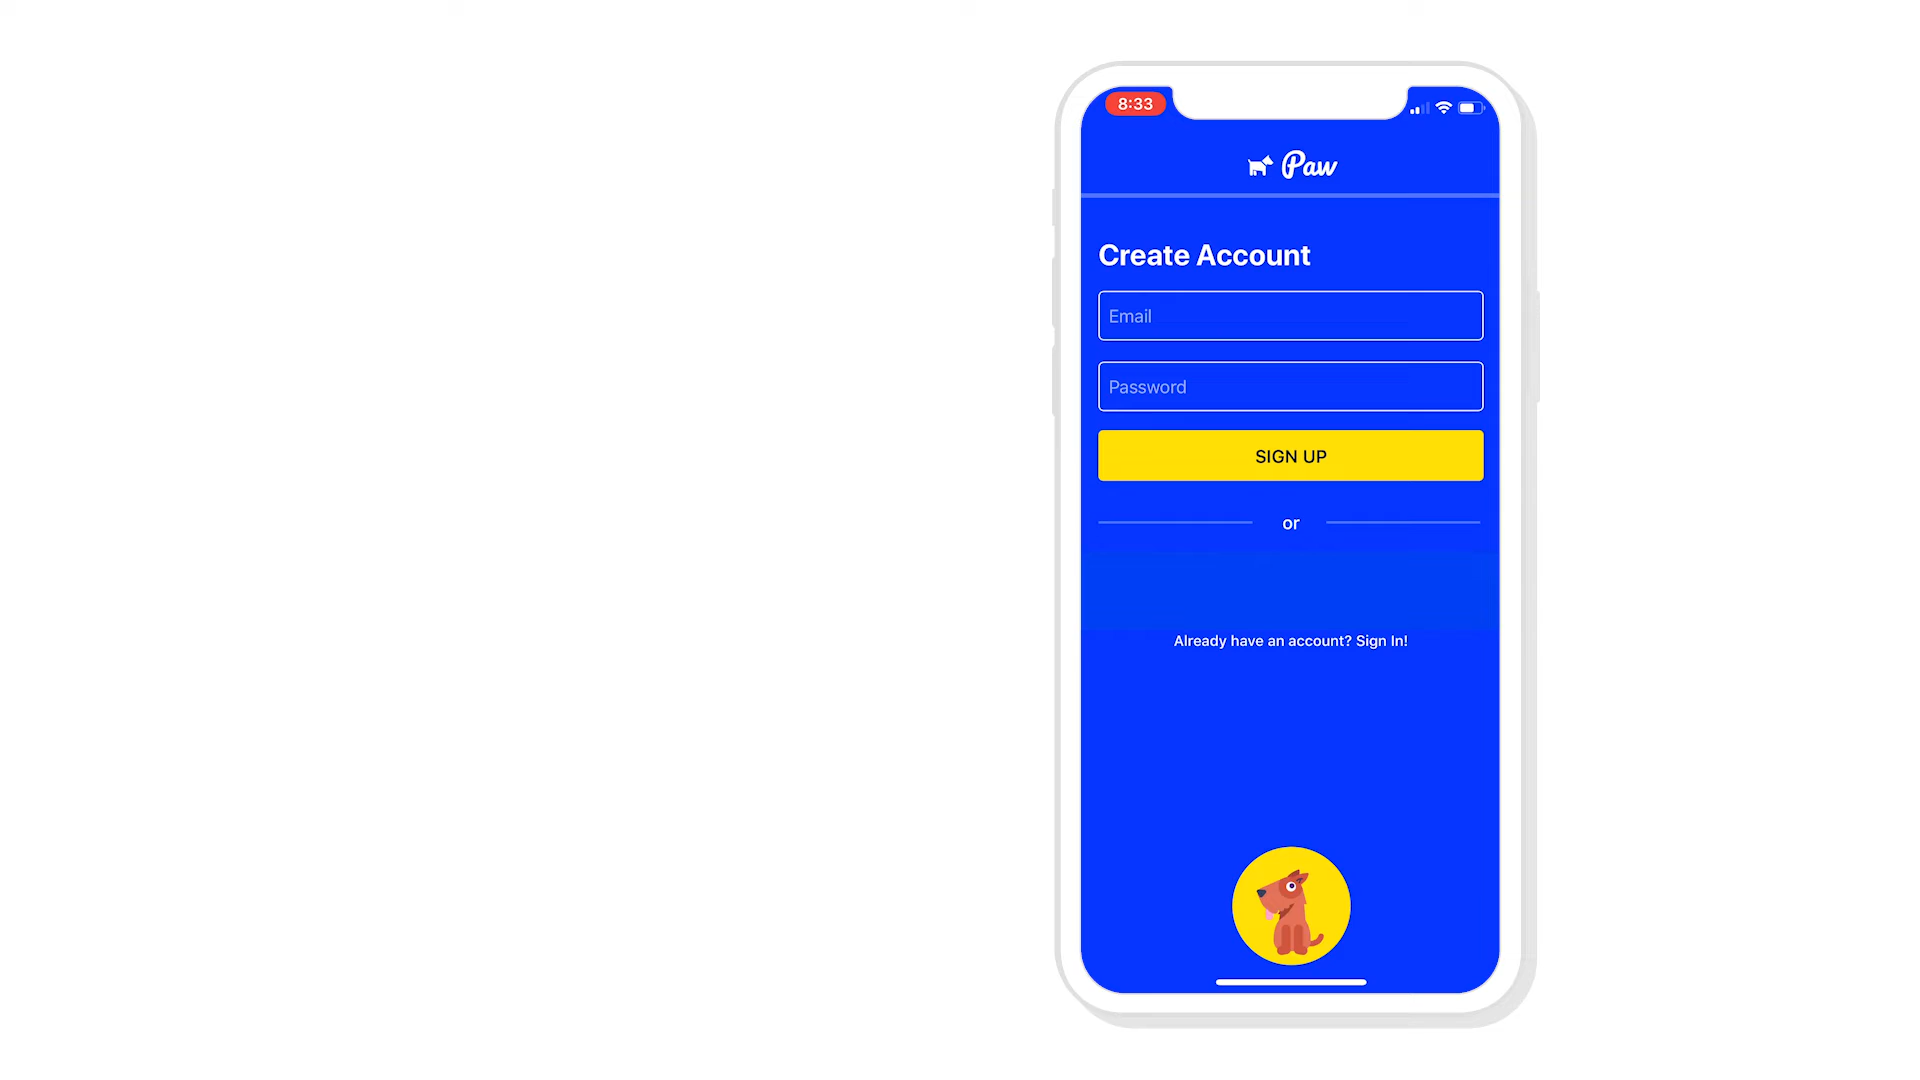 8:33
Paw
Create Account
Email
Password
SIGN UP
or
Already have an account? Sign In!